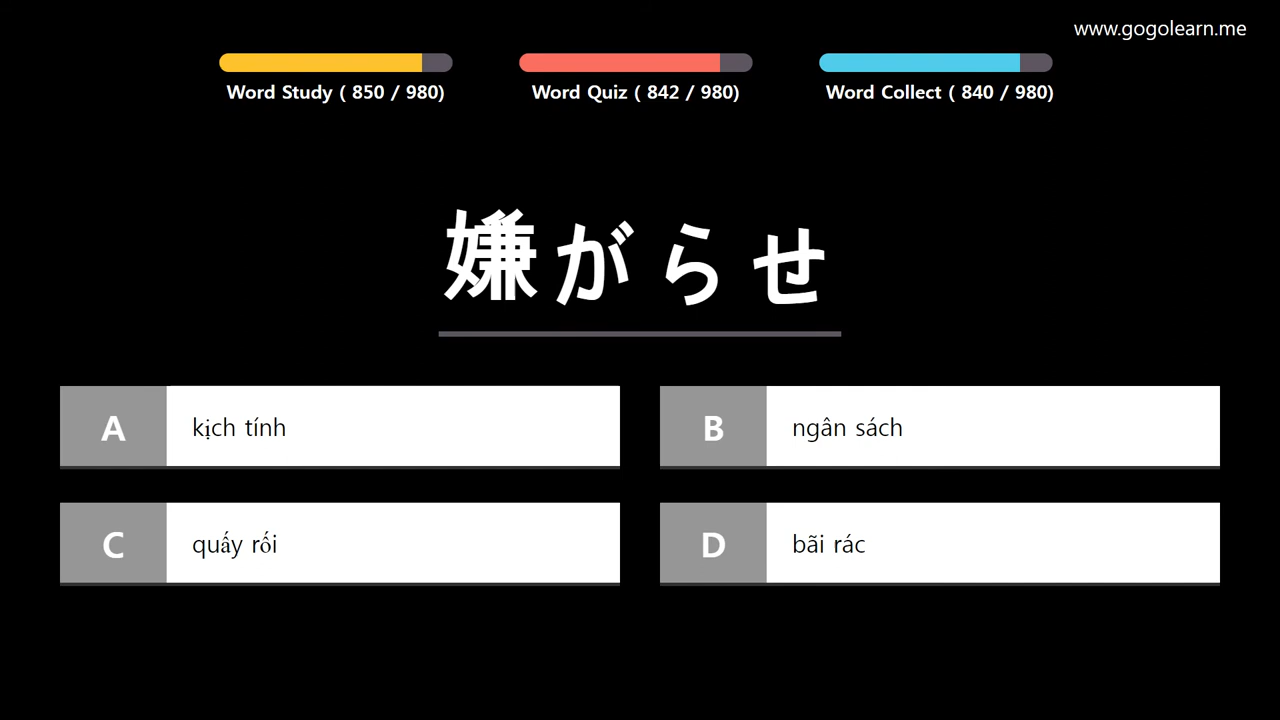 www.gogolearn.me
Word Study ( 850 / 980)
Word Quiz ( 842 / 980)
Word Collect ( 840 / 980)
嫌がらせ
A
kịch tính
B
ngân sách
C
quấy rối
D
bãi rác